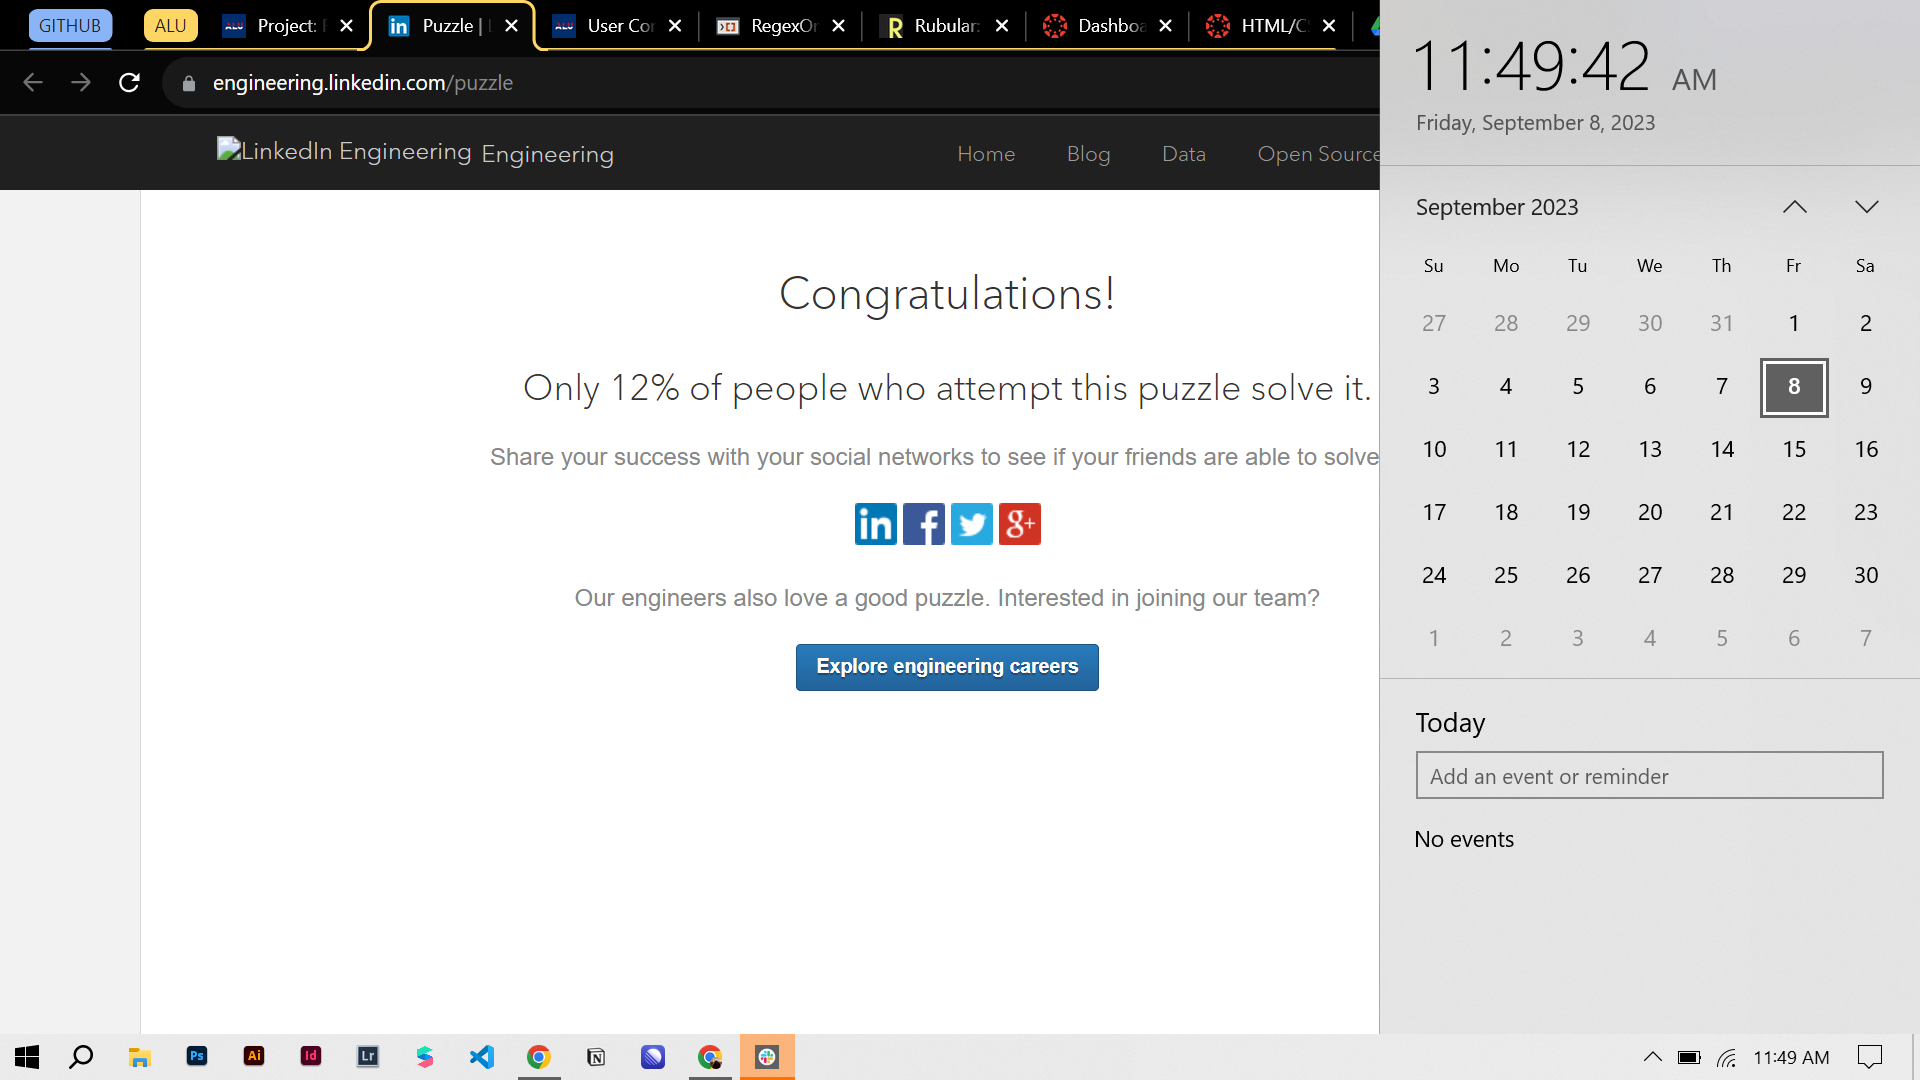 GITHUB
ALU
Project:
Puzzle |
User Co
RegexO
Rubular:
Dashbo
HTML/C
engineering.linkedin.com/puzzle
LinkedIn Engineering Engineering
Home
Blog
Data
Open Source
Congratulations!
Only 12% of people who attempt this puzzle solve it.
Share your success with your social networks to see if your friends are able to solve
in f g+
Our engineers also love a good puzzle. Interested in joining our team?
Explore engineering careers
11:49:42 AM
Friday, September 8, 2023
September 2023
Su Mo Tu We Th Fr Sa
27 28 29 30 31 1 2
3 4 5 6 7 8 9
10 11 12 13 14 15 16
17 18 19 20 21 22 23
24 25 26 27 28 29 30
1 2 3 4 5 6 7
Today
Add an event or reminder
No events
Ps Ai Id Lr
11:49 AM